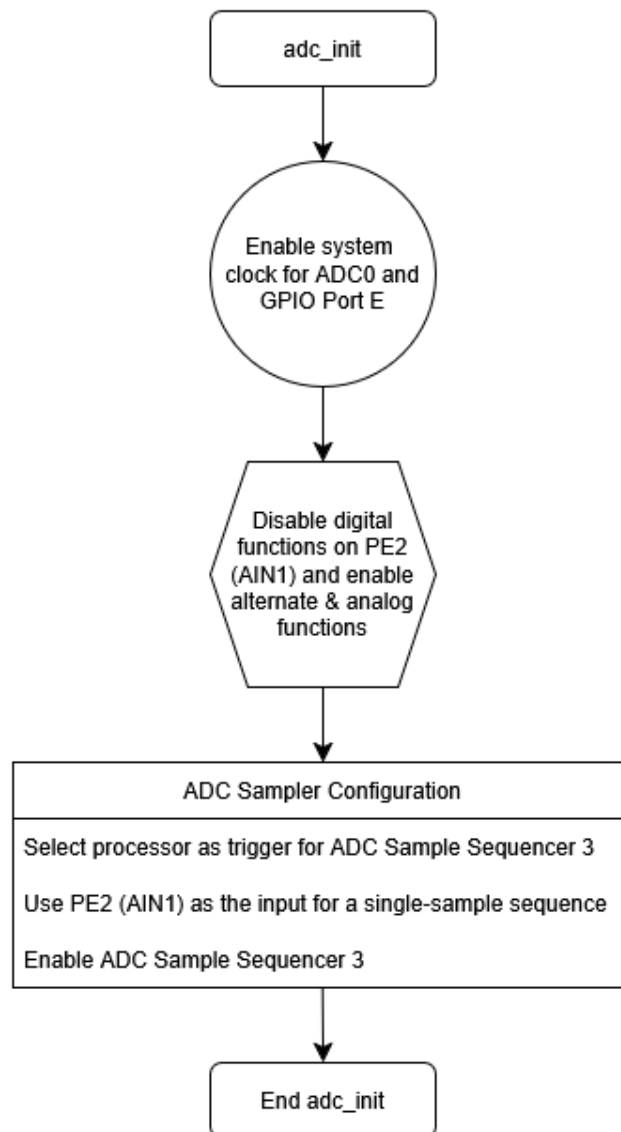 adc_init
Enable system
clock for ADC0 and
GPIO Port E
Disable digital
functions on PE2
(AIN1) and enable
alternate & analog
functions
ADC Sampler Configuration
Select processor as trigger for ADC Sample Sequencer 3
Use PE2 (AIN1) as the input for a single-sample sequence
Enable ADC Sample Sequencer 3
End adc_init